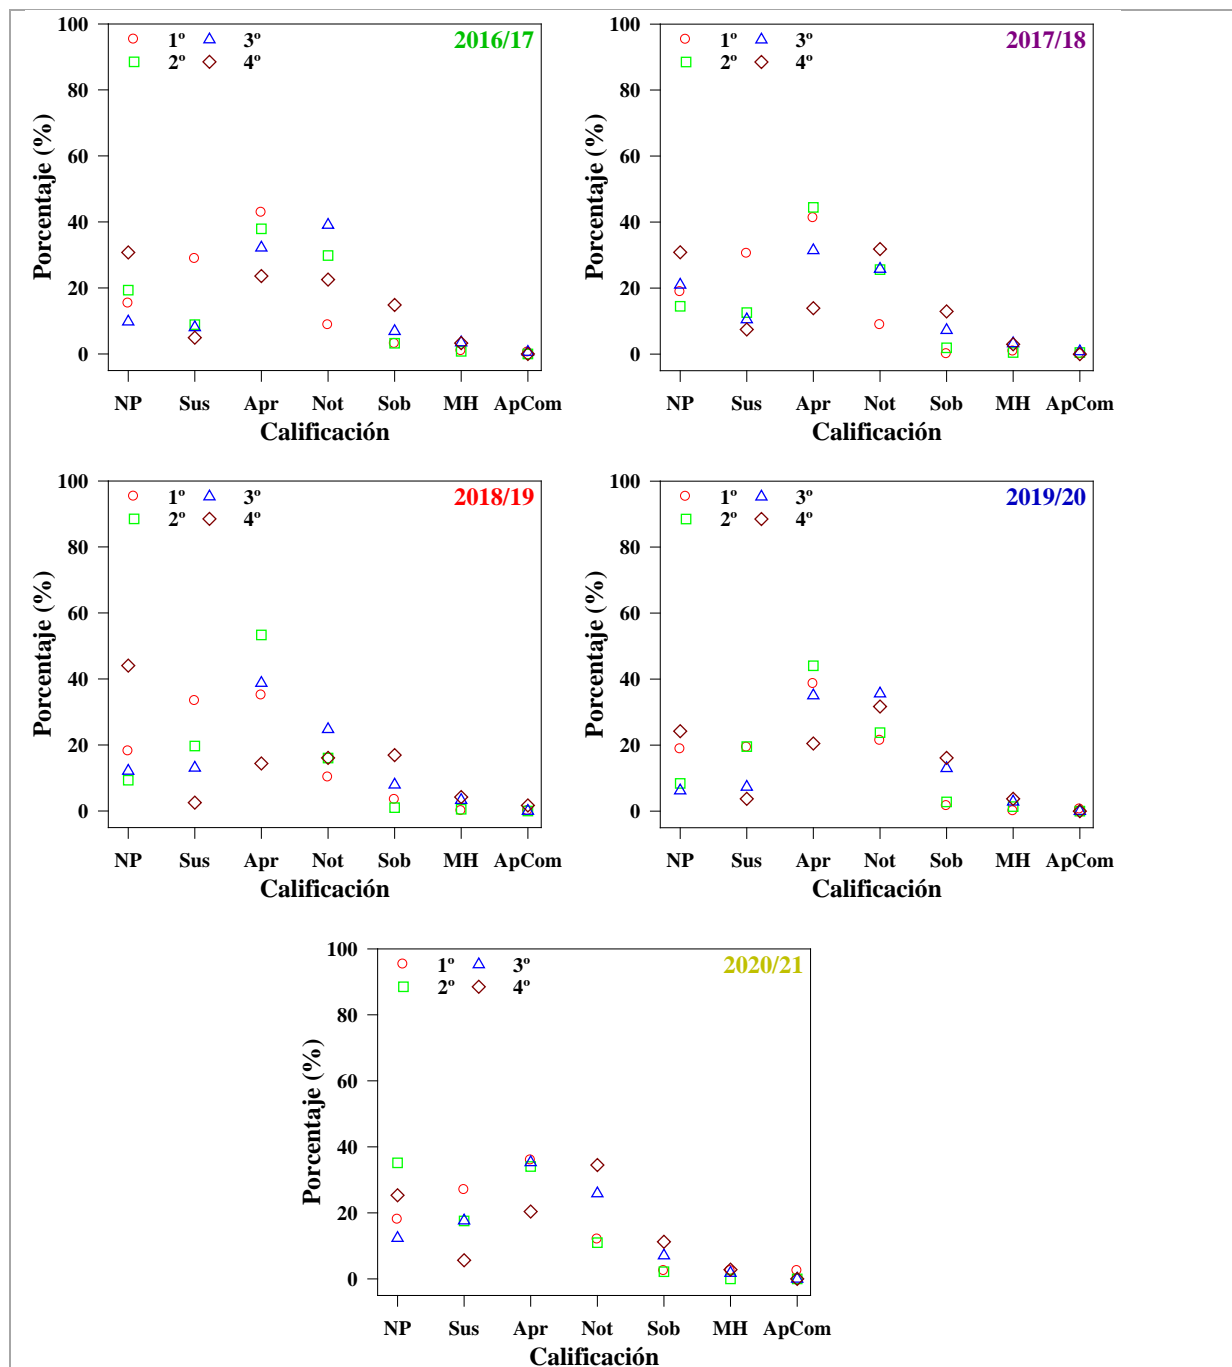 100
80
60
40
20
0
Porcentaje (%)
1º
3º
2º
4º
2016/17
NP Sus Apr Not Sob MH ApCom
Calificación
100
80
60
40
20
0
Porcentaje (%)
1º
3º
2º
4º
2017/18
NP Sus Apr Not Sob MH ApCom
Calificación
100
80
60
40
20
0
Porcentaje (%)
1º
3º
2º
4º
2018/19
NP Sus Apr Not Sob MH ApCom
Calificación
100
80
60
40
20
0
Porcentaje (%)
1º
3º
2º
4º
2019/20
NP Sus Apr Not Sob MH ApCom
Calificación
100
80
60
40
20
0
Porcentaje (%)
1º
3º
2º
4º
2020/21
NP Sus Apr Not Sob MH ApCom
Calificación